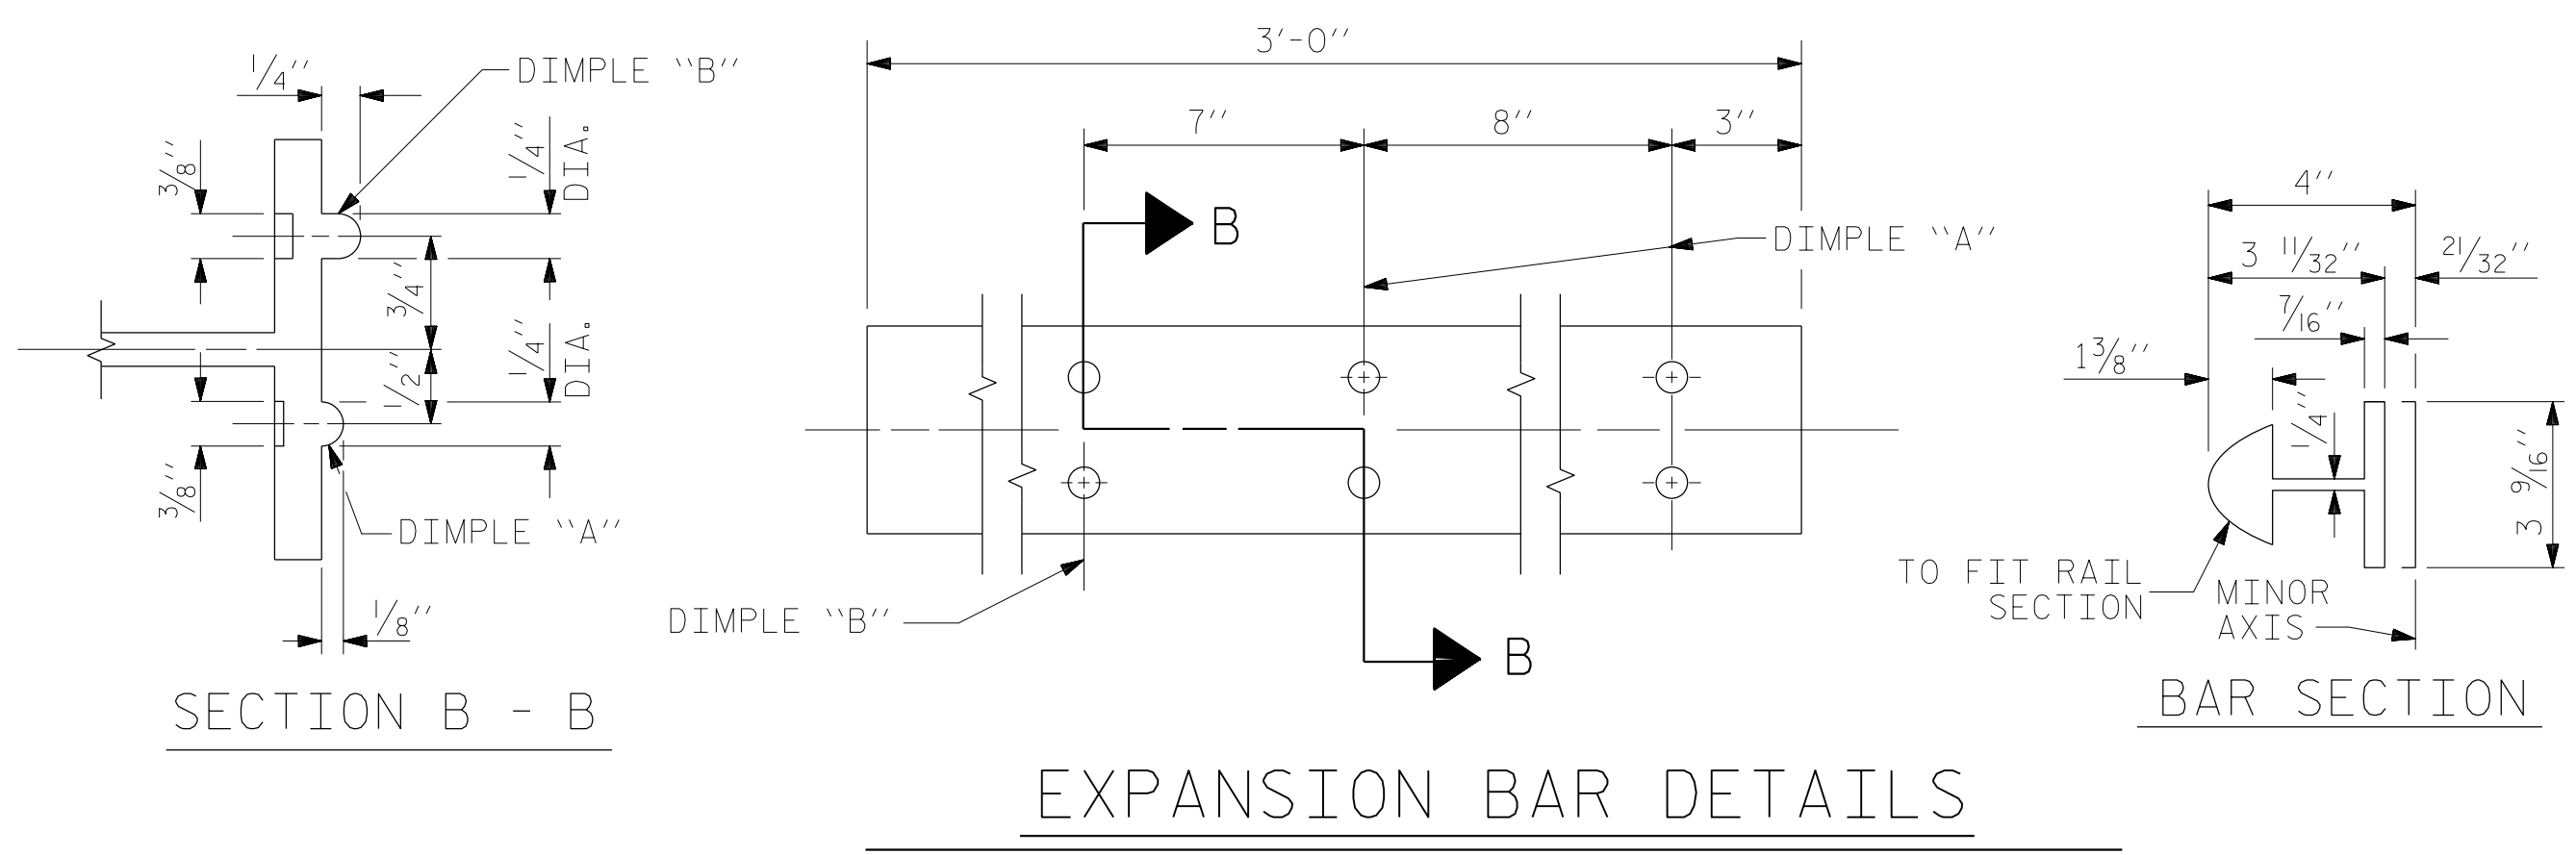 1/4"
DIMPLE "B"
3/8"
1/4" DIA.
3/4"
1/2"
1/4" DIA.
3/8"
DIMPLE "A"
1/8"
SECTION B - B
3'-0"
7"
8"
3"
B
DIMPLE "A"
DIMPLE "B"
B
EXPANSION BAR DETAILS
4"
3 11/32"
21/32"
7/16"
1 3/8"
1/4"
3 9/16"
TO FIT RAIL
SECTION
MINOR
AXIS
BAR SECTION